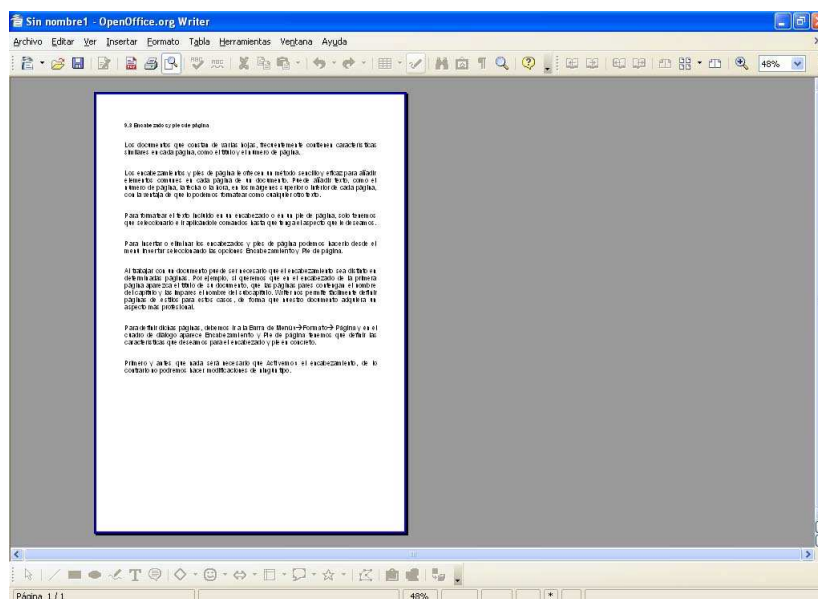 Sin nombre1 - OpenOffice.org Writer
Archivo Editar Ver Insertar Formato Tabla Herramientas Ventana Ayuda
48%
9.3 Encabezados y pies de página
Los documentos que constan de varias hojas, frecuentemente contienen características
similares en cada página, como el título y el número de página.
Los encabezamientos y pies de página le ofrecen un método sencillo y eficaz para añadir
elementos comunes en cada página de un documento. Puede añadir texto, como el
número de página, la fecha o la hora, en los márgenes superior o inferior de cada página,
con la ventaja de que lo podemos formatear como cualquier otro texto.
Para formatear el texto incluido en un encabezado o en un pie de página, solo tenemos
que seleccionarlo e ir aplicándole comandos hasta que tenga el aspecto que le deseamos.
Para insertar o eliminar los encabezados y pies de página podemos hacerlo desde el
menú Insertar seleccionando las opciones Encabezamiento y Pie de página.
Al trabajar con un documento puede ser necesario que el encabezamiento sea distinto en
determinadas páginas. Por ejemplo, si queremos que en el encabezado de la primera
página aparezca el título de su documento, que las páginas pares contengan el nombre
del capítulo y las impares el nombre del subcapítulo. Writer nos permite fácilmente definir
páginas de estilos para estos casos, de forma que nuestro documento adquiera un
aspecto más profesional.
Para definir dichas páginas, debemos ir a la Barra de Menús→Formato→ Página y en el
cuadro de diálogo aparece Encabezamiento y Pie de página tenemos que definir las
características que deseamos para el encabezado y pie en concreto.
Primero y antes que nada será necesario que Activemos el encabezamiento, de lo
contrario no podremos hacer modificaciones de ningún tipo.
Página 1 / 1
48%
*